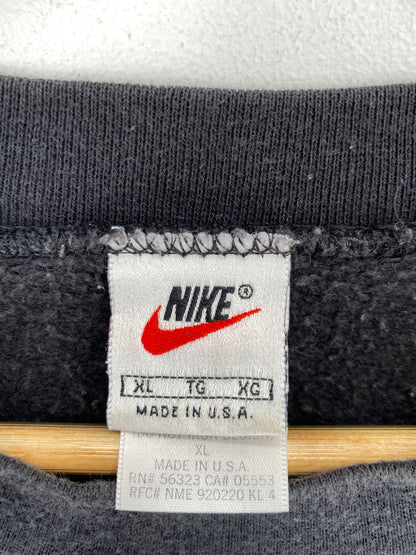 NIKE®
XL TG XG
MADE IN U.S.A.
XL
MADE IN U.S.A.
RN# 56323 CA# 05553
RFC# NME 920220 KL 4